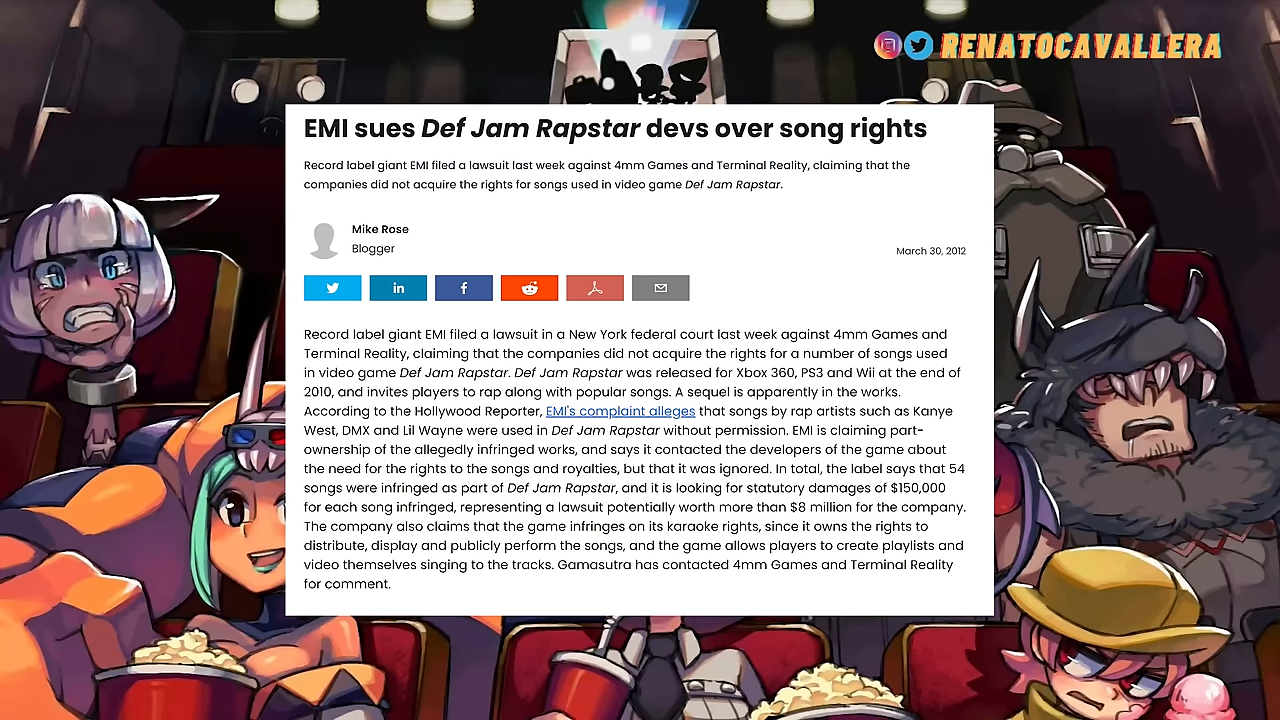 RENATOCAVALLERA
EMI sues Def Jam Rapstar devs over song rights
Record label giant EMI filed a lawsuit last week against 4mm Games and Terminal Reality, claiming that the
companies did not acquire the rights for songs used in video game Def Jam Rapstar.
Mike Rose
Blogger
March 30, 2012
in
f
Record label giant EMI filed a lawsuit in a New York federal court last week against 4mm Games and
Terminal Reality, claiming that the companies did not acquire the rights for a number of songs used
in video game Def Jam Rapstar. Def Jam Rapstar was released for Xbox 360, PS3 and Wii at the end of
2010, and invites players to rap along with popular songs. A sequel is apparently in the works.
According to the Hollywood Reporter, EMI's complaint alleges that songs by rap artists such as Kanye
West, DMX and Lil Wayne were used in Def Jam Rapstar without permission. EMI is claiming part-
ownership of the allegedly infringed works, and says it contacted the developers of the game about
the need for the rights to the songs and royalties, but that it was ignored. In total, the label says that 54
songs were infringed as part of Def Jam Rapstar, and it is looking for statutory damages of $150,000
for each song infringed, representing a lawsuit potentially worth more than $8 million for the company.
The company also claims that the game infringes on its karaoke rights, since it owns the rights to
distribute, display and publicly perform the songs, and the game allows players to create playlists and
video themselves singing to the tracks. Gamasutra has contacted 4mm Games and Terminal Reality
for comment.